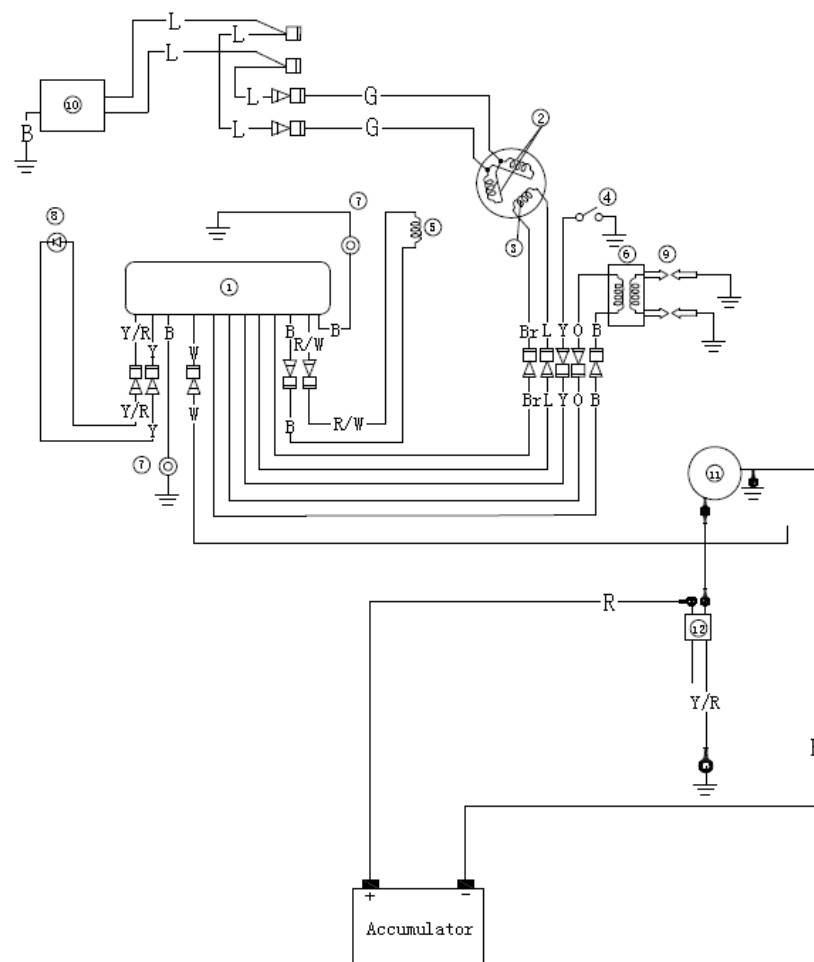 L
L
L
⑩
L
G
②
B
L
G
⑦
⑧
④
⑤
③
⑥
⑨
①
Y/R
Y
B
W
B
R/W
B
Br
L
Y
O
B
Y/R
Y
W
B
R/W
Br
L
Y
O
B
⑦
⑪
R
⑫
Y/R
+
−
Accumulator